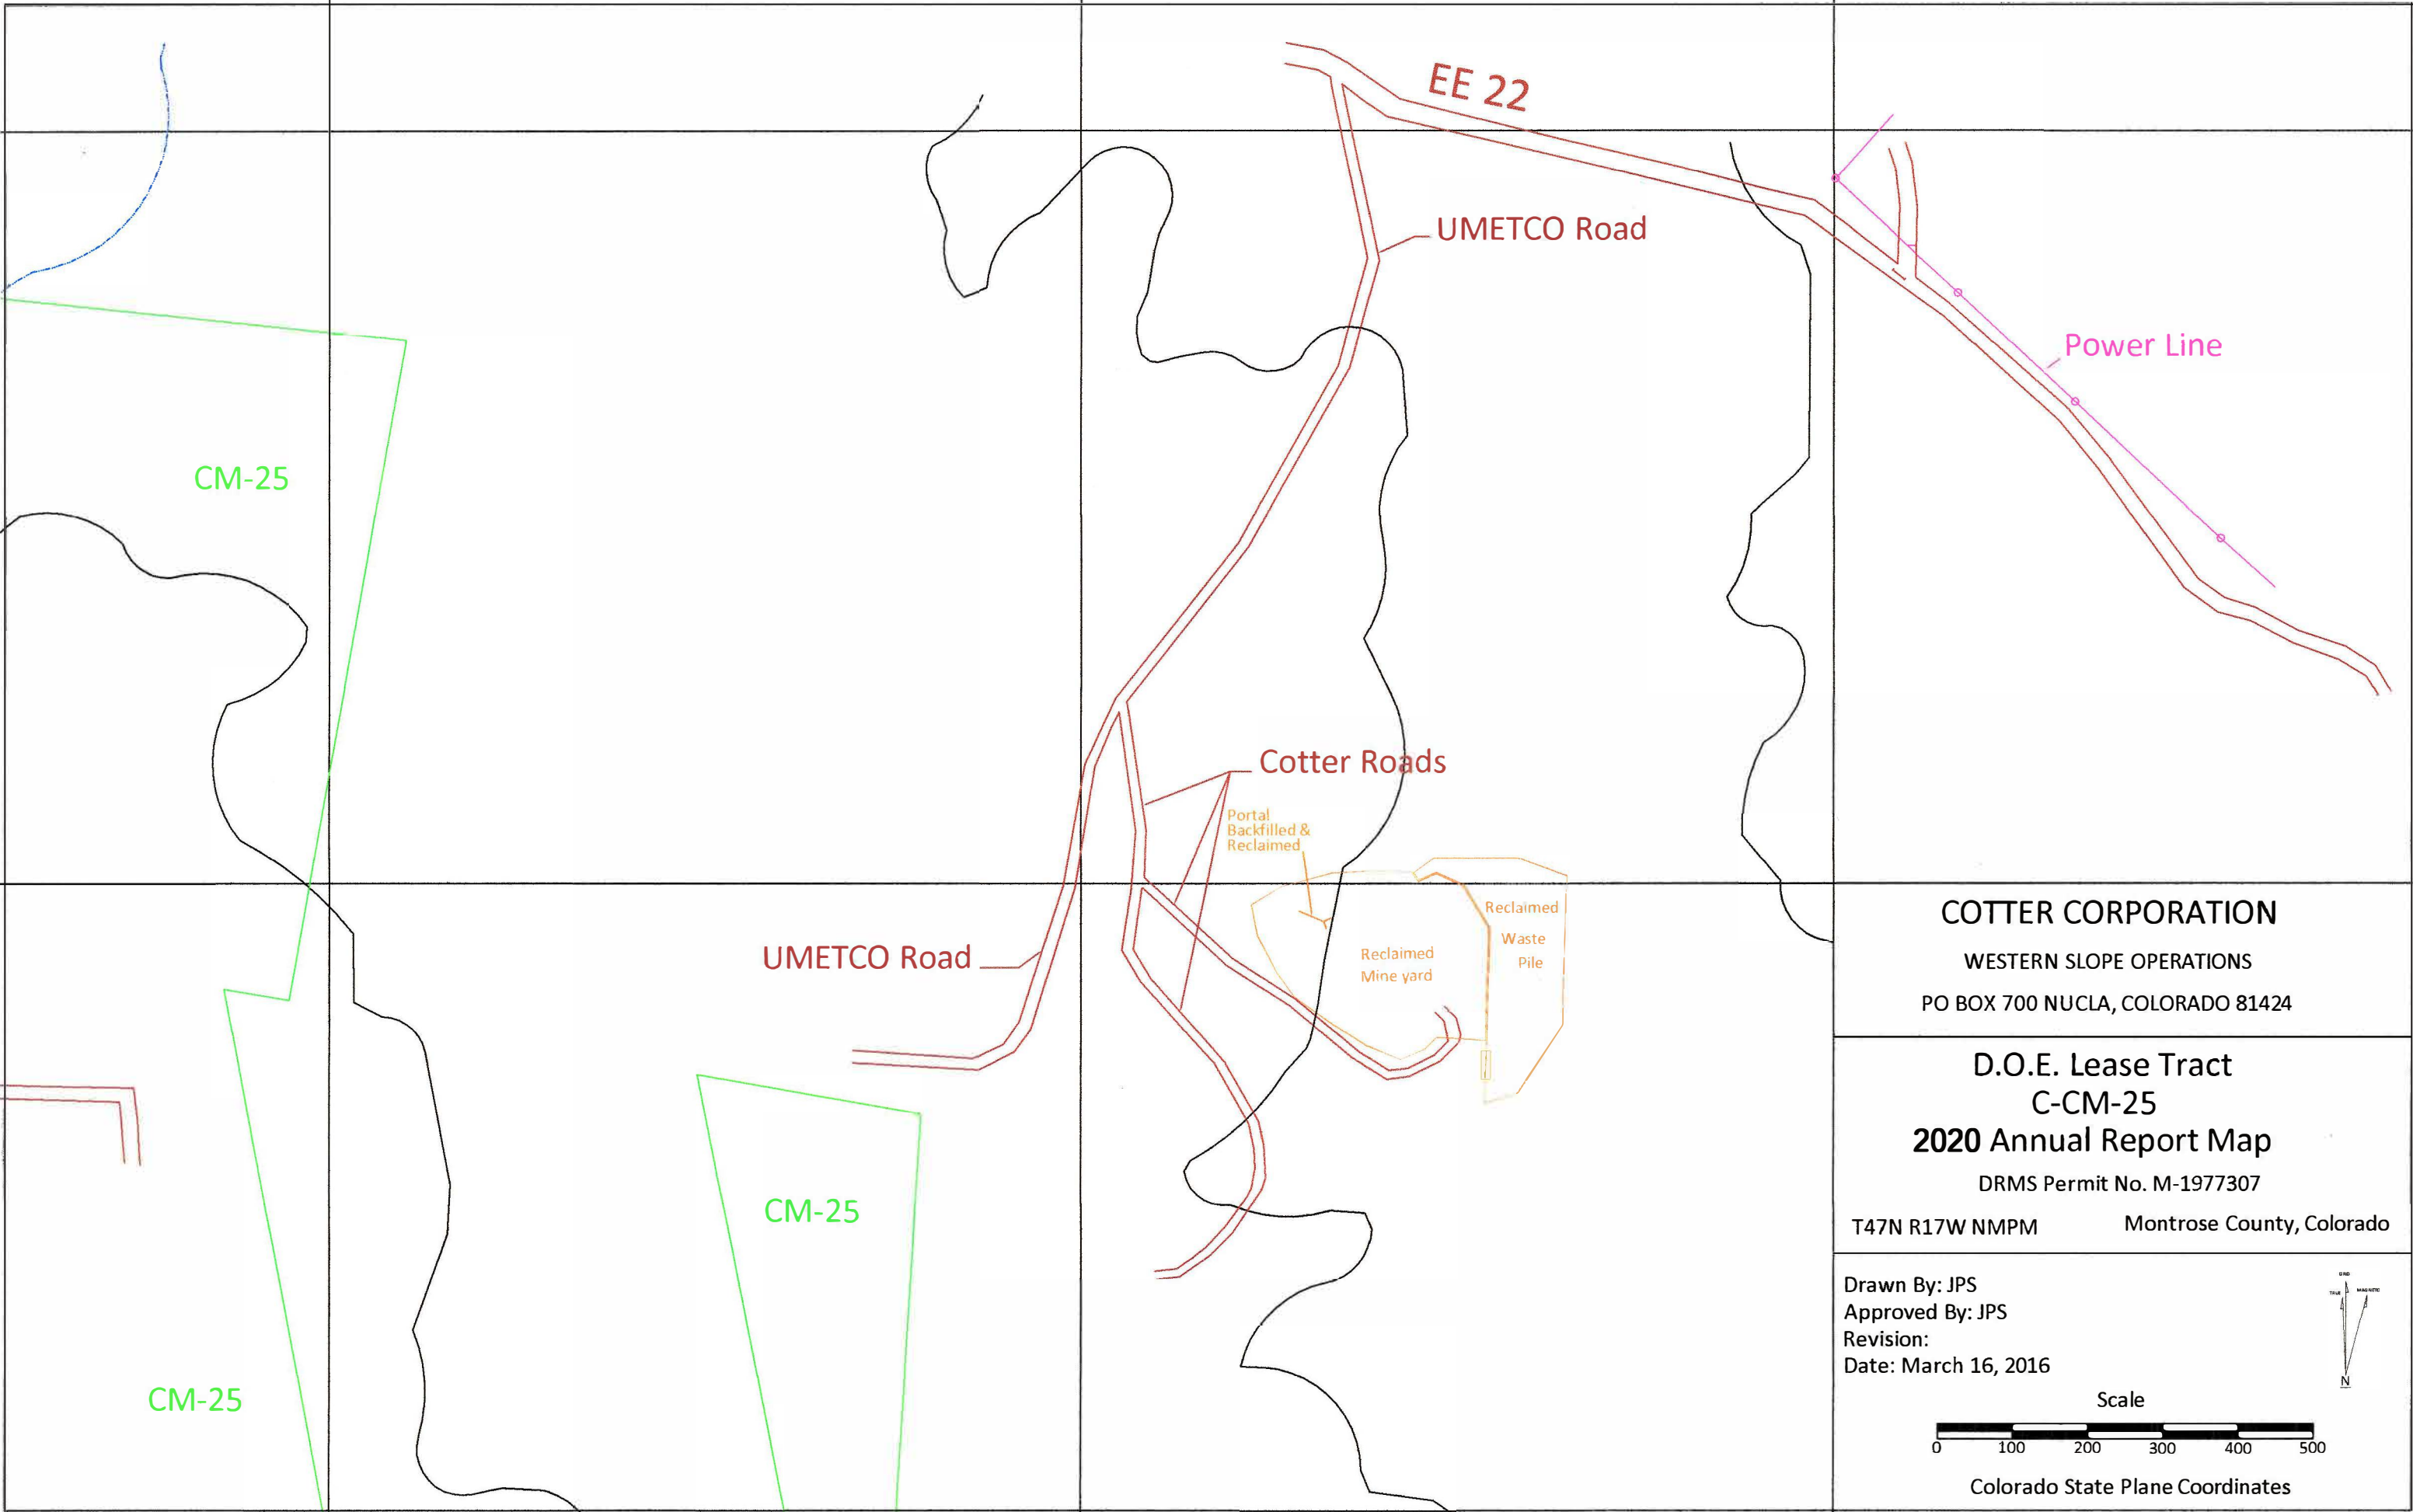 EE 22
UMETCO Road
Power Line
CM-25
Cotter Roads
Portal
Backfilled &
Reclaimed
Reclaimed
Waste
Pile
Reclaimed
Mine yard
UMETCO Road
CM-25
CM-25
COTTER CORPORATION
WESTERN SLOPE OPERATIONS
PO BOX 700 NUCLA, COLORADO 81424
D.O.E. Lease Tract
C-CM-25
2020 Annual Report Map
DRMS Permit No. M-1977307
T47N R17W NMPM Montrose County, Colorado
Drawn By: JPS
Approved By: JPS
Revision:
Date: March 16, 2016
TRUE
MAGNETIC
N
Scale
0 100 200 300 400 500
Colorado State Plane Coordinates